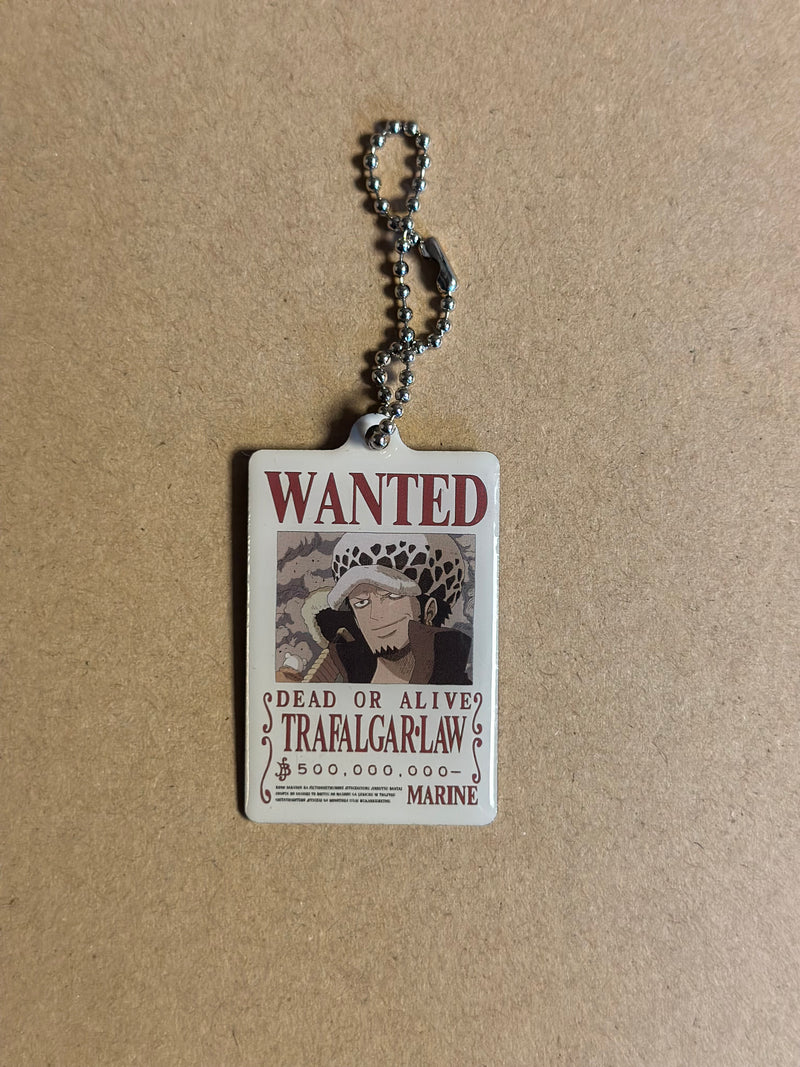 WANTED
DEAD OR ALIVE
TRAFALGAR•LAW
฿500,000,000–
MARINE